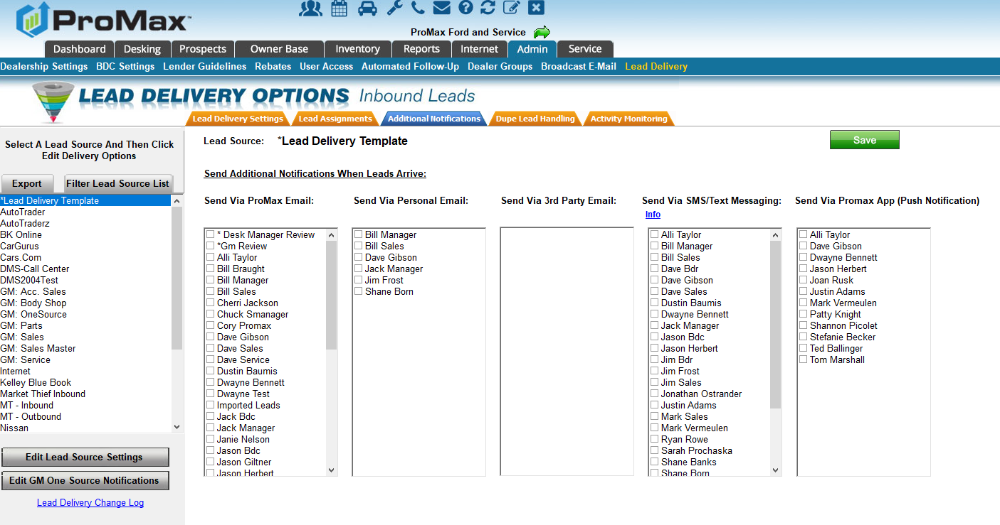 ProMax™
ProMax Ford and Service
Dashboard Desking Prospects Owner Base Inventory Reports Internet Admin Service
Dealership Settings BDC Settings Lender Guidelines Rebates User Access Automated Follow-Up Dealer Groups Broadcast E-Mail Lead Delivery
LEAD DELIVERY OPTIONS Inbound Leads
Lead Delivery Settings Lead Assignments Additional Notifications Dupe Lead Handling Activity Monitoring
Select A Lead Source And Then Click
Edit Delivery Options
Export Filter Lead Source List
*Lead Delivery Template
AutoTrader
AutoTraderz
BK Online
CarGurus
Cars.Com
DMS-Call Center
DMS2004Test
GM: Acc. Sales
GM: Body Shop
GM: OneSource
GM: Parts
GM: Sales
GM: Sales Master
GM: Service
Internet
Kelley Blue Book
Market Thief Inbound
MT - Inbound
MT - Outbound
Nissan
Edit Lead Source Settings
Edit GM One Source Notifications
Lead Delivery Change Log
Lead Source: *Lead Delivery Template
Save
Send Additional Notifications When Leads Arrive:
Send Via ProMax Email:
* Desk Manager Review
*Gm Review
Alli Taylor
Bill Braught
Bill Manager
Bill Sales
Cherri Jackson
Chuck Smanager
Cory Promax
Dave Gibson
Dave Sales
Dave Service
Dustin Baumis
Dwayne Bennett
Dwayne Test
Imported Leads
Jack Bdc
Jack Manager
Janie Nelson
Jason Bdc
Jason Giltner
Jason Herbert
Send Via Personal Email:
Bill Manager
Bill Sales
Dave Gibson
Jack Manager
Jim Frost
Shane Born
Send Via 3rd Party Email:
Send Via SMS/Text Messaging:
Info
Alli Taylor
Bill Manager
Bill Sales
Dave Bdr
Dave Gibson
Dave Sales
Dustin Baumis
Dwayne Bennett
Jack Manager
Jason Bdc
Jason Herbert
Jim Bdr
Jim Frost
Jim Sales
Jonathan Ostrander
Justin Adams
Mark Sales
Mark Vermeulen
Ryan Rowe
Sarah Prochaska
Shane Banks
Shane Born
Send Via Promax App (Push Notification)
Alli Taylor
Dave Gibson
Dwayne Bennett
Jason Herbert
Joan Rusk
Justin Adams
Mark Vermeulen
Patty Knight
Shannon Picolet
Stefanie Becker
Ted Ballinger
Tom Marshall